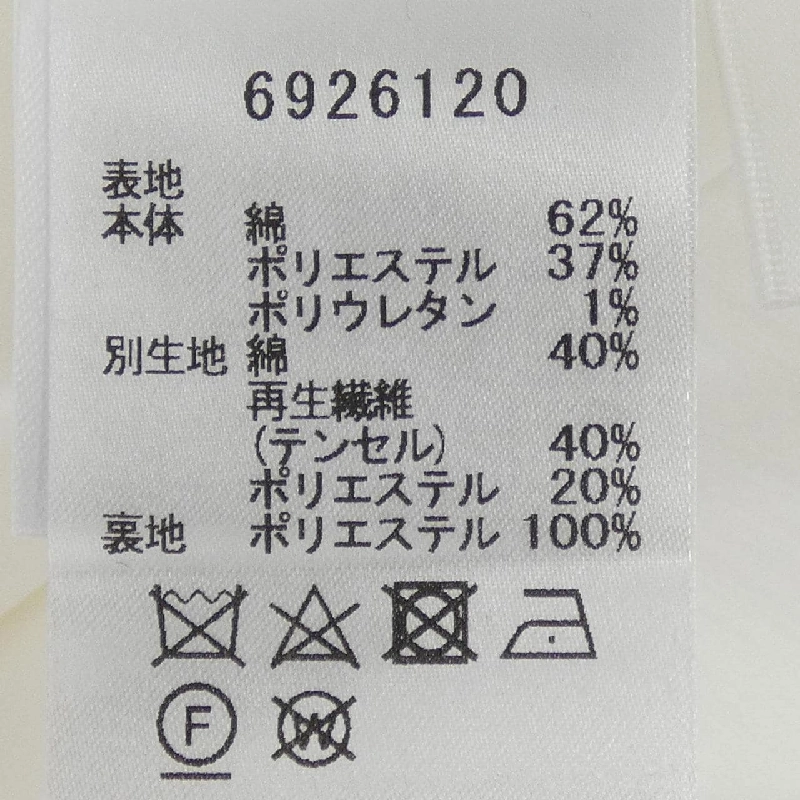 6926120
表地
本体 綿 62%
ポリエステル 37%
ポリウレタン 1%
別生地 綿 40%
再生繊維
(テンセル) 40%
ポリエステル 20%
裏地 ポリエステル 100%
F W